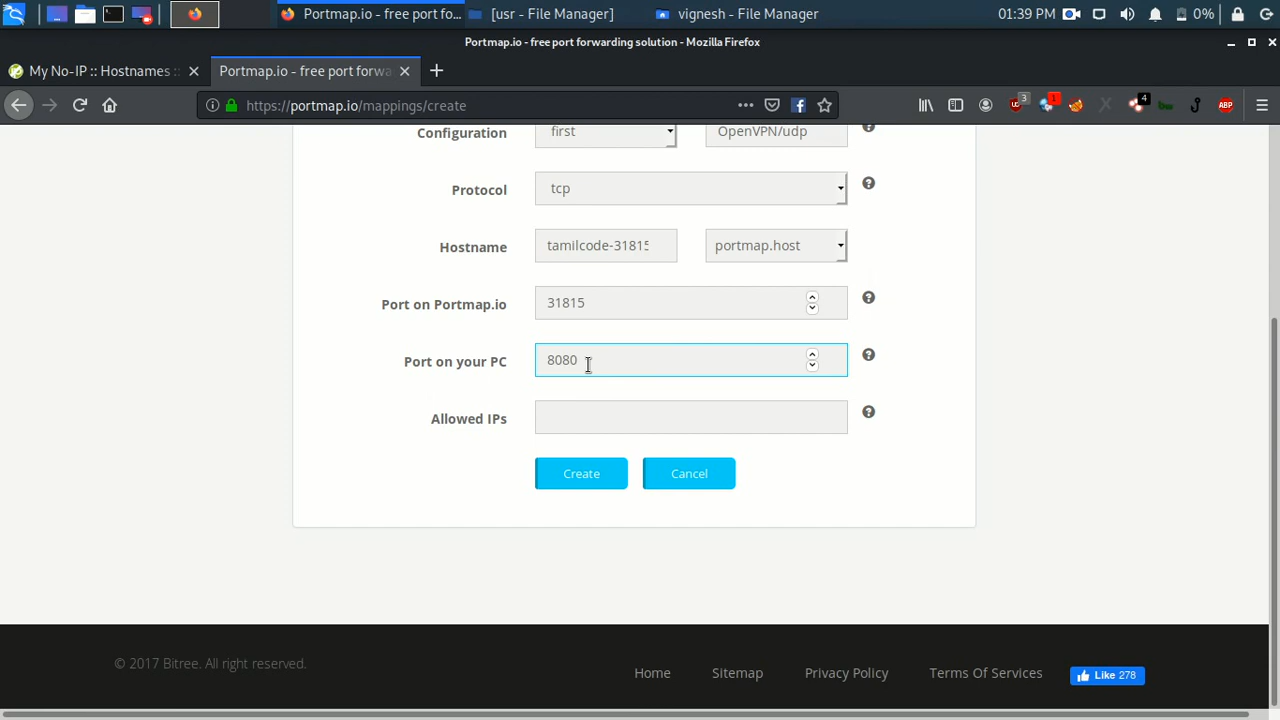 Portmap.io - free port fo...
[usr - File Manager]
vignesh - File Manager
01:39 PM
0%
Portmap.io - free port forwarding solution - Mozilla Firefox
My No-IP :: Hostnames ::
Portmap.io - free port forwa
https://portmap.io/mappings/create
3
1
4
ABP
Configuration first OpenVPN/udp
Protocol tcp
Hostname tamilcode-31815 portmap.host
Port on Portmap.io 31815
Port on your PC 8080
Allowed IPs
Create Cancel
© 2017 Bitree. All right reserved.
Home Sitemap Privacy Policy Terms Of Services
Like 278